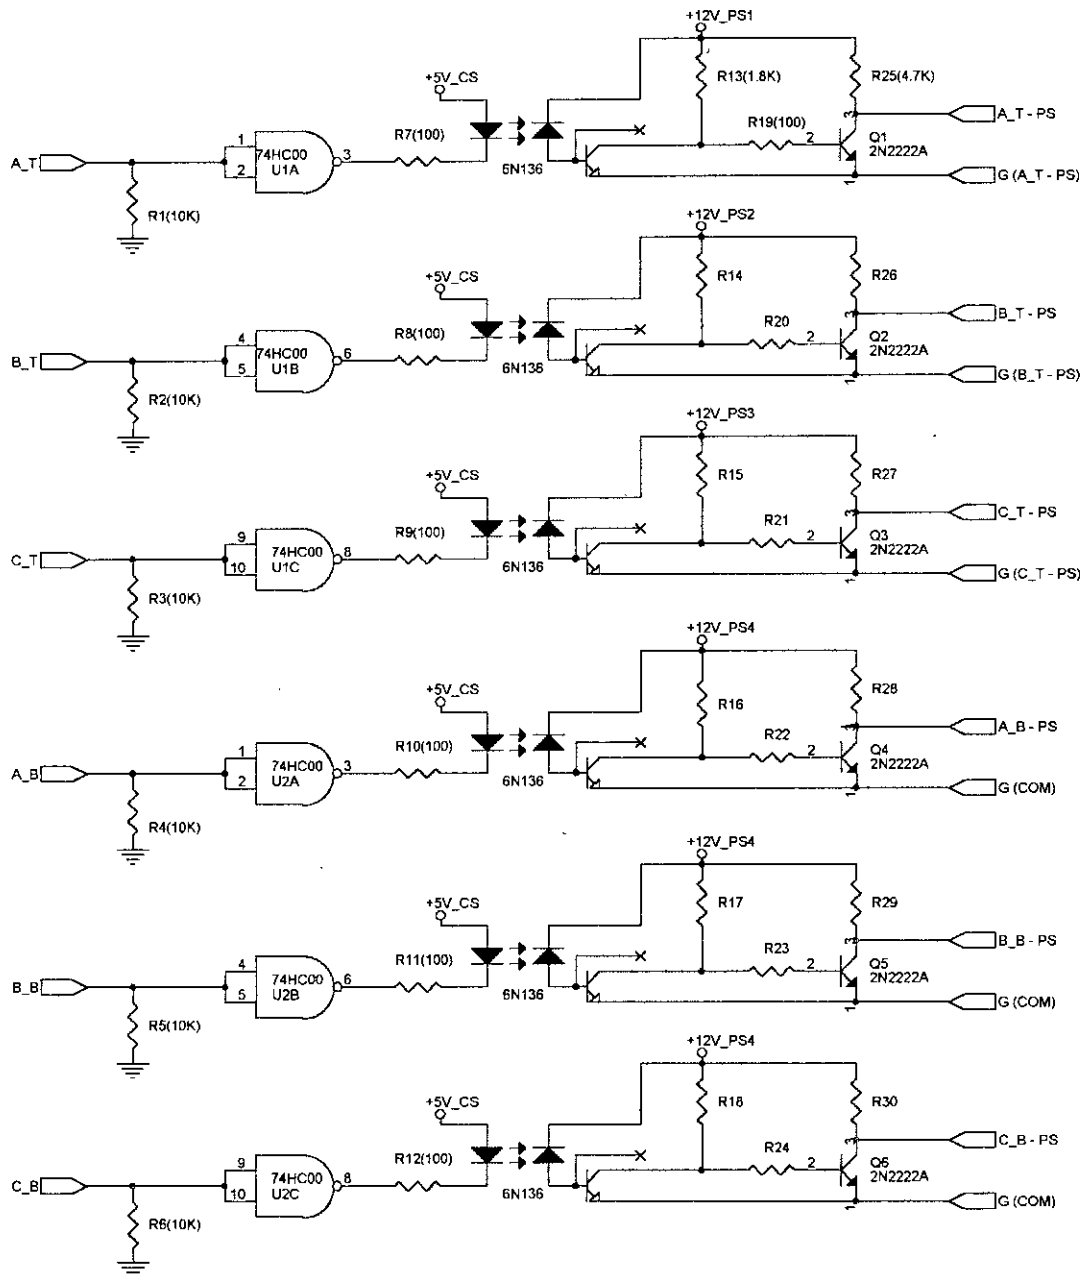 +12V_PS1
+5V_CS
R13(1.8K)
R25(4.7K)
A_T
1
2
74HC00
U1A
3
R7(100)
6N136
R19(100)
2
3
Q1
2N2222A
1
A_T - PS
G (A_T - PS)
R1(10K)
+12V_PS2
+5V_CS
R14
R26
B_T
4
5
74HC00
U1B
6
R8(100)
6N136
R20
2
3
Q2
2N2222A
1
B_T - PS
G (B_T - PS)
R2(10K)
+12V_PS3
+5V_CS
R15
R27
C_T
9
10
74HC00
U1C
8
R9(100)
6N136
R21
2
3
Q3
2N2222A
1
C_T - PS
G (C_T - PS)
R3(10K)
+12V_PS4
+5V_CS
R16
R28
A_B
1
2
74HC00
U2A
3
R10(100)
6N136
R22
2
3
Q4
2N2222A
1
A_B - PS
G (COM)
R4(10K)
+12V_PS4
+5V_CS
R17
R29
B_B
4
5
74HC00
U2B
6
R11(100)
6N136
R23
2
3
Q5
2N2222A
1
B_B - PS
G (COM)
R5(10K)
+12V_PS4
+5V_CS
R18
R30
C_B
9
10
74HC00
U2C
8
R12(100)
6N136
R24
2
3
Q6
2N2222A
1
C_B - PS
G (COM)
R6(10K)